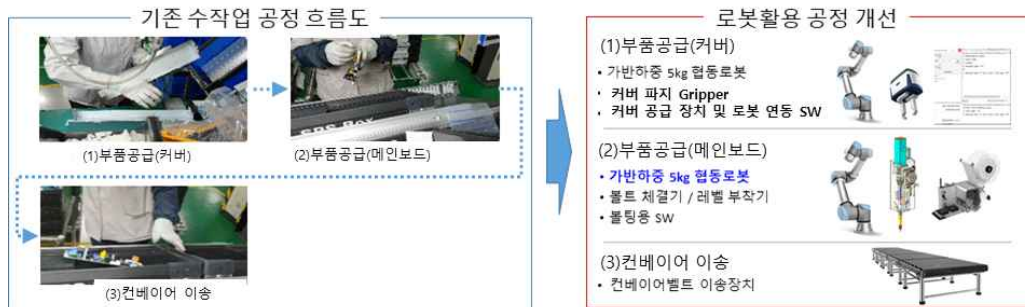 기존 수작업 공정 흐름도
(1)부품공급(커버)
(2)부품공급(메인보드)
(3)컨베이어 이송
로봇활용 공정 개선
(1)부품공급(커버)
• 가반하중 5kg 협동로봇
• 커버 파지 Gripper
• 커버 공급 장치 및 로봇 연동 SW
(2)부품공급(메인보드)
• 가반하중 5kg 협동로봇
• 볼트 체결기 / 레벨 부착기
• 볼팅용 SW
(3)컨베이어 이송
• 컨베이어벨트 이송장치